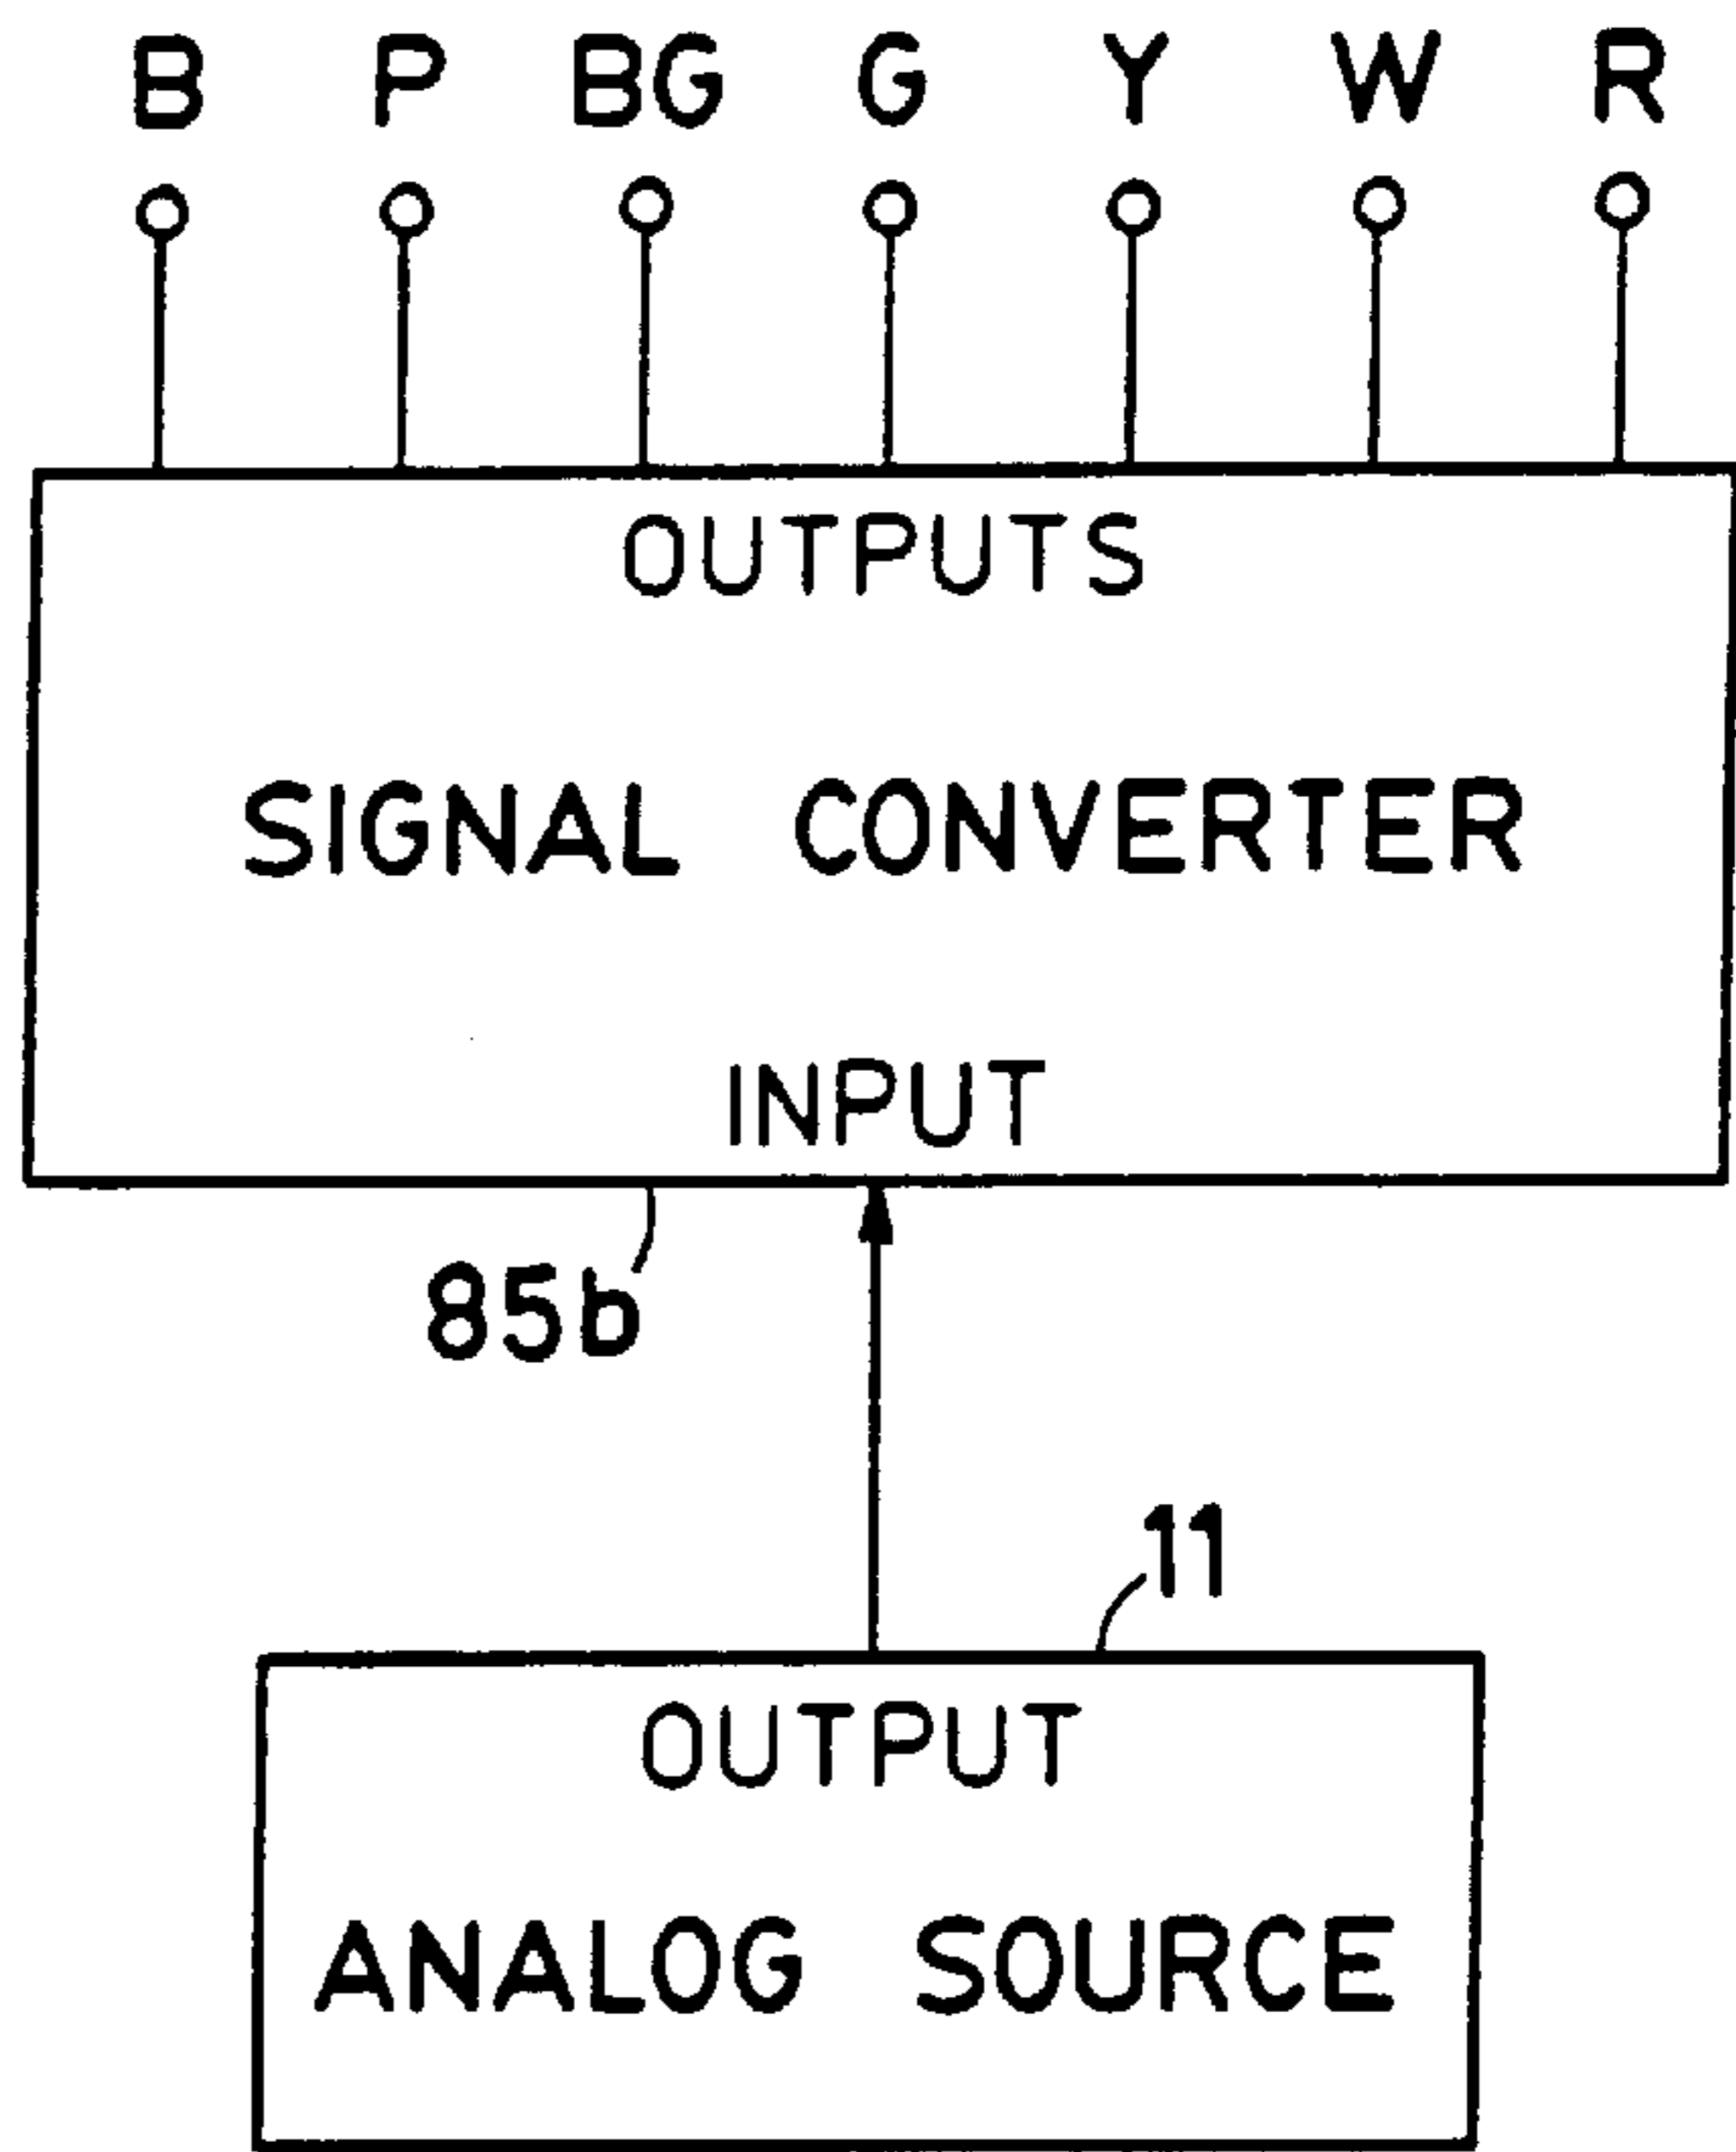 B P BG G Y W R
OUTPUTS
SIGNAL CONVERTER
INPUT
85b
11
OUTPUT
ANALOG SOURCE